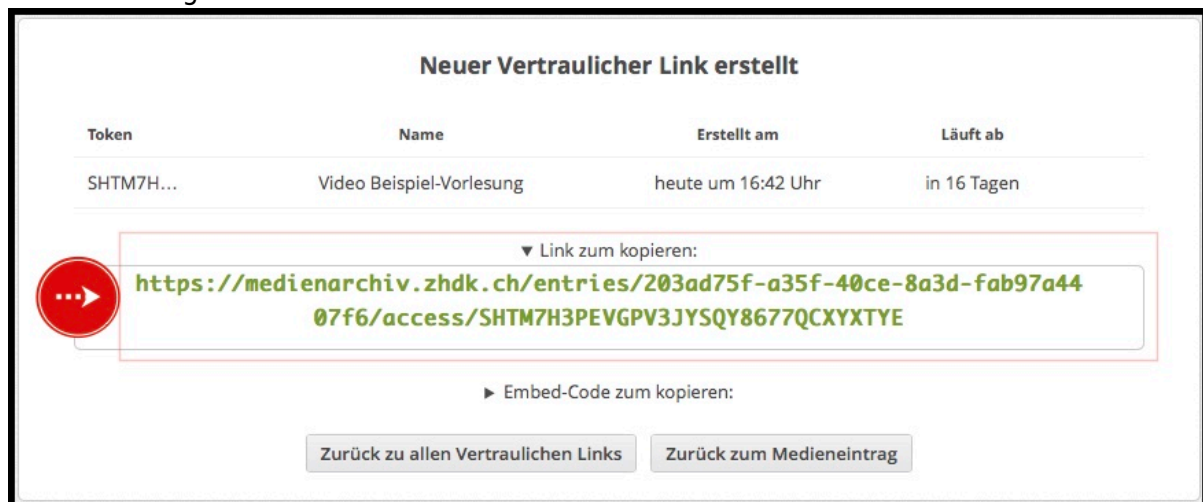 Neuer Vertraulicher Link erstellt
Token Name Erstellt am Läuft ab
SHTM7H... Video Beispiel-Vorlesung heute um 16:42 Uhr in 16 Tagen
▼ Link zum kopieren:
https://medienarchiv.zhdk.ch/entries/203ad75f-a35f-40ce-8a3d-fab97a44
07f6/access/SHTM7H3PEVGPV3JYSQY8677QCXYXTYE
► Embed-Code zum kopieren:
Zurück zu allen Vertraulichen Links Zurück zum Medieneintrag